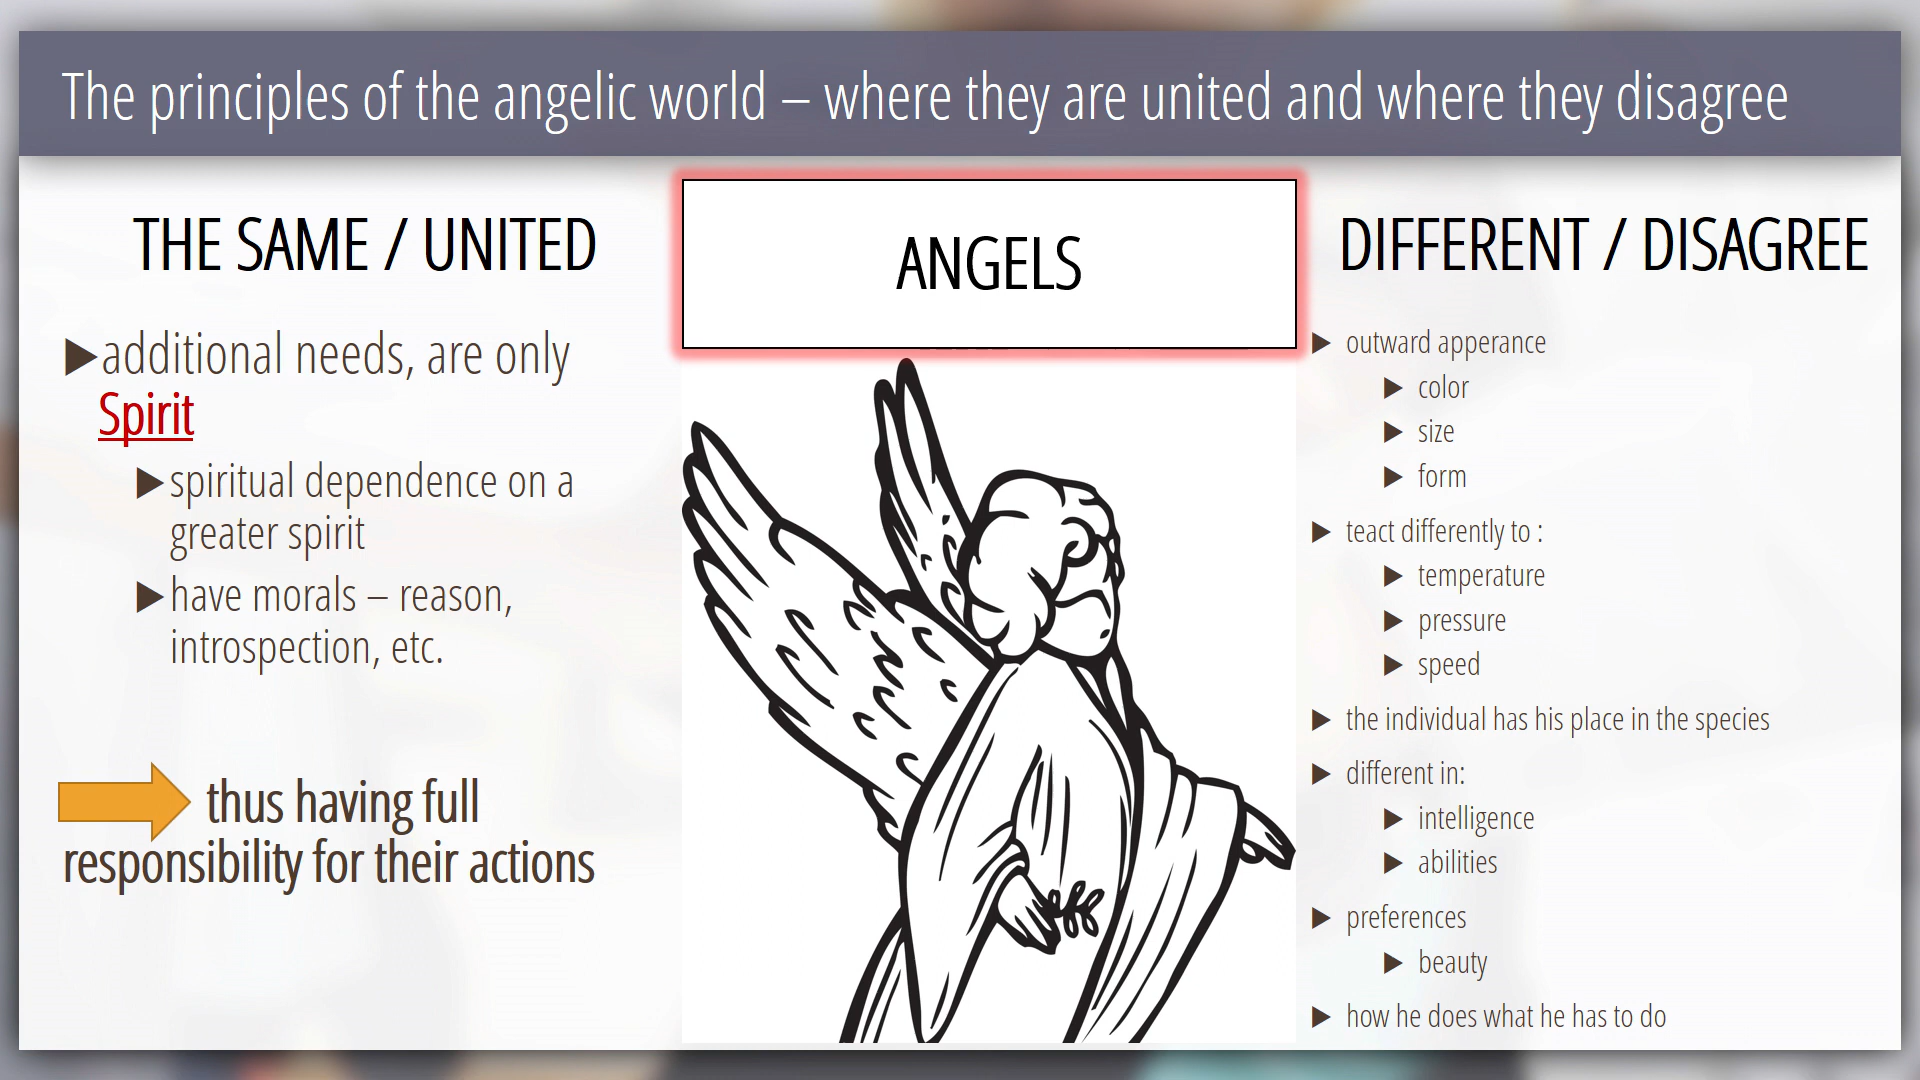 The principles of the angelic world – where they are united and where they disagree
THE SAME / UNITED
additional needs, are only
Spirit
spiritual dependence on a
greater spirit
have morals – reason,
introspection, etc.
thus having full
responsibility for their actions
ANGELS
DIFFERENT / DISAGREE
outward apperance
color
size
form
teact differently to :
temperature
pressure
speed
the individual has his place in the species
different in:
intelligence
abilities
preferences
beauty
how he does what he has to do